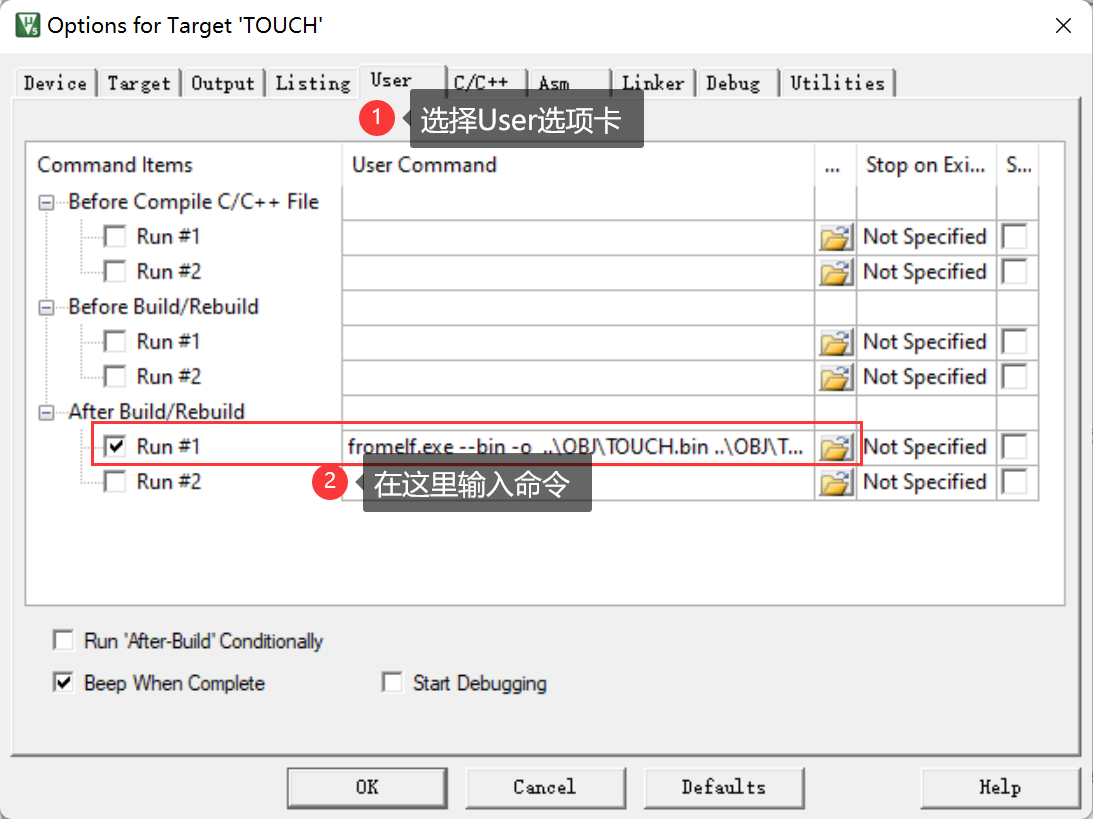 Options for Target 'TOUCH'
Device Target Output Listing User C/C++ Asm Linker Debug Utilities
1 选择User选项卡
Command Items User Command ... Stop on Exi... S...
Before Compile C/C++ File
Run #1 Not Specified
Run #2 Not Specified
Before Build/Rebuild
Run #1 Not Specified
Run #2 Not Specified
After Build/Rebuild
Run #1 fromelf.exe --bin -o ..\OBJ\TOUCH.bin ..\OBJ\T... Not Specified
Run #2 Not Specified
2 在这里输入命令
Run 'After-Build' Conditionally
Beep When Complete Start Debugging
OK Cancel Defaults Help